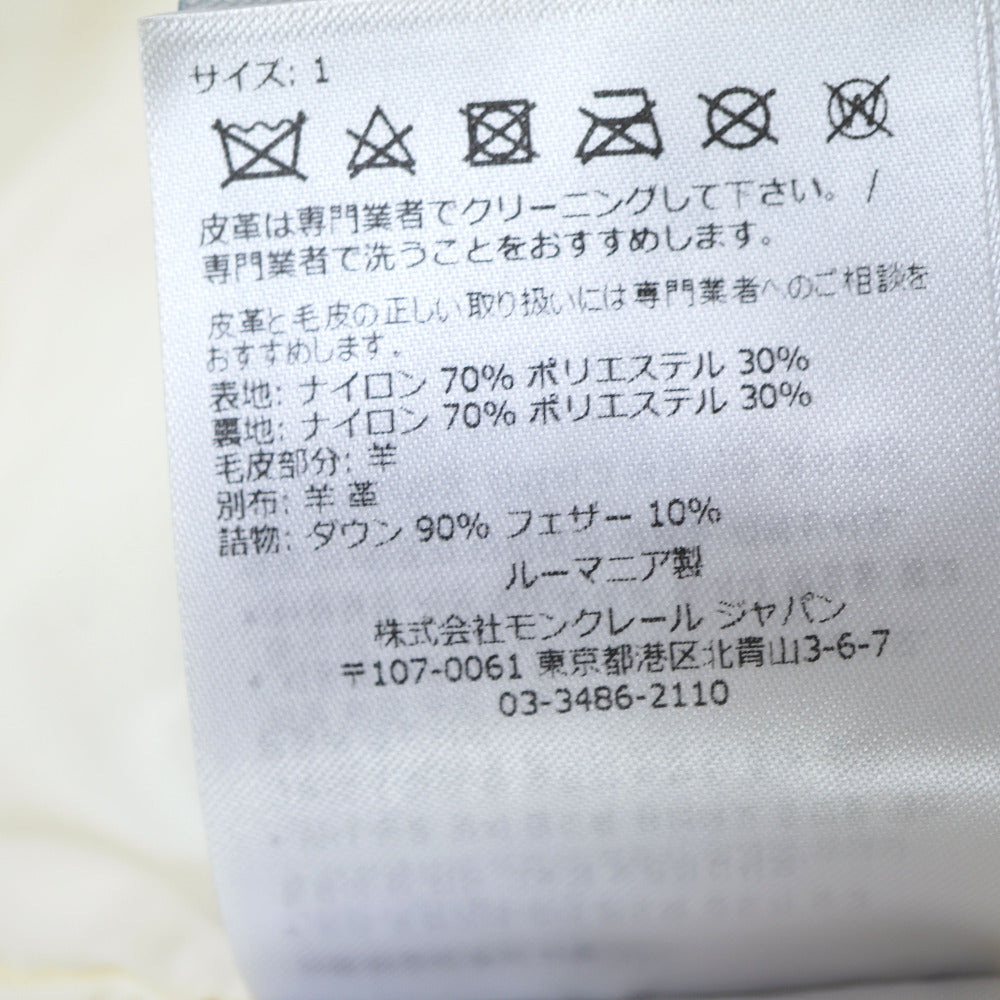 サイズ: 1
皮革は専門業者でクリーニングして下さい。 /
専門業者で洗うことをおすすめします。
皮革と毛皮の正しい取り扱いには専門業者へのご相談を
おすすめします。
表地: ナイロン 70% ポリエステル 30%
裏地: ナイロン 70% ポリエステル 30%
毛皮部分: 羊
別布: 羊 革
詰物: ダウン 90% フェザー 10%
ルーマニア製
株式会社モンクレール ジャパン
〒107-0061 東京都港区北青山3-6-7
03-3486-2110